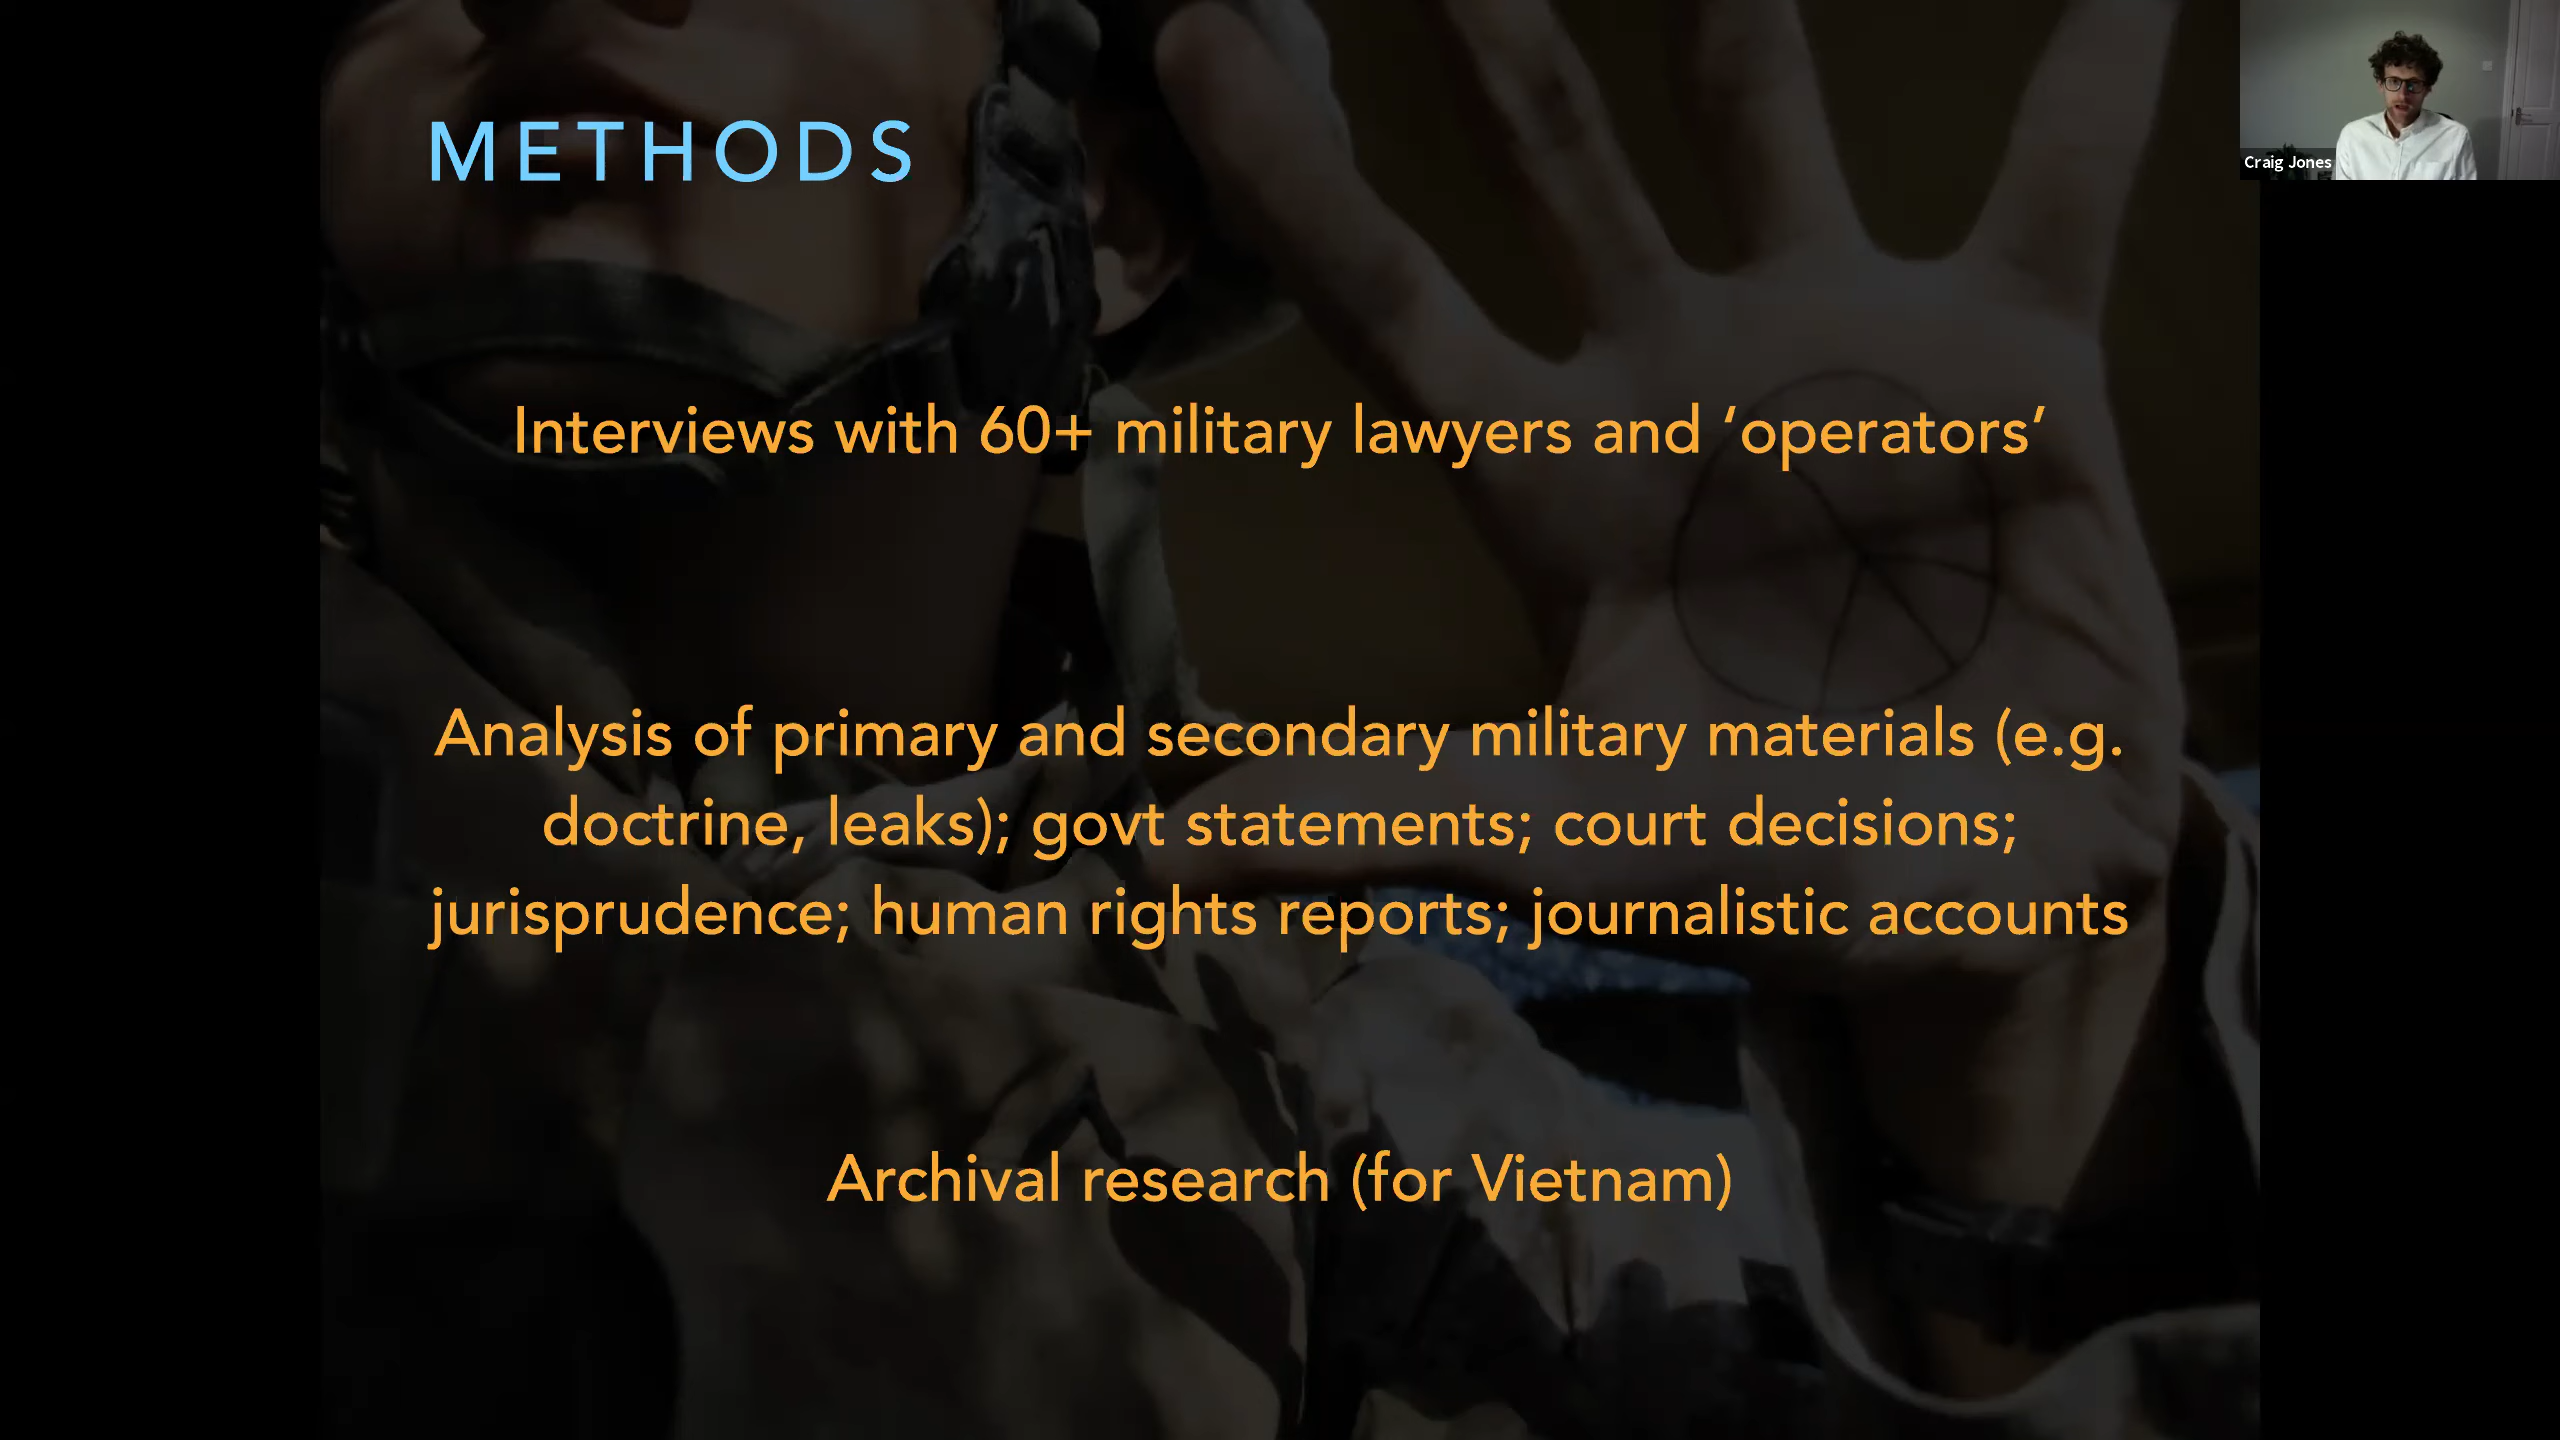 METHODS
Craig Jones
Interviews with 60+ military lawyers and ‘operators’
Analysis of primary and secondary military materials (e.g.
doctrine, leaks); govt statements; court decisions;
jurisprudence; human rights reports; journalistic accounts
Archival research (for Vietnam)